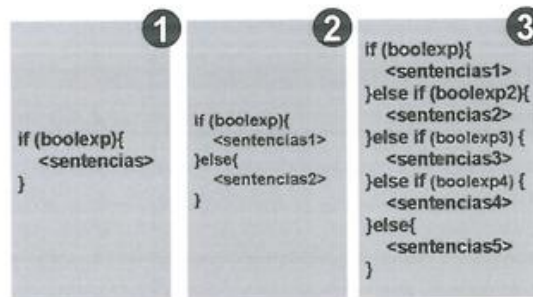 1
if (boolexp){
<sentencias>
}
2
if (boolexp){
<sentencias1>
}else{
<sentencias2>
}
3
if (boolexp){
<sentencias1>
}else if (boolexp2){
<sentencias2>
}else if (boolexp3) {
<sentencias3>
}else if (boolexp4) {
<sentencias4>
}else{
<sentencias5>
}